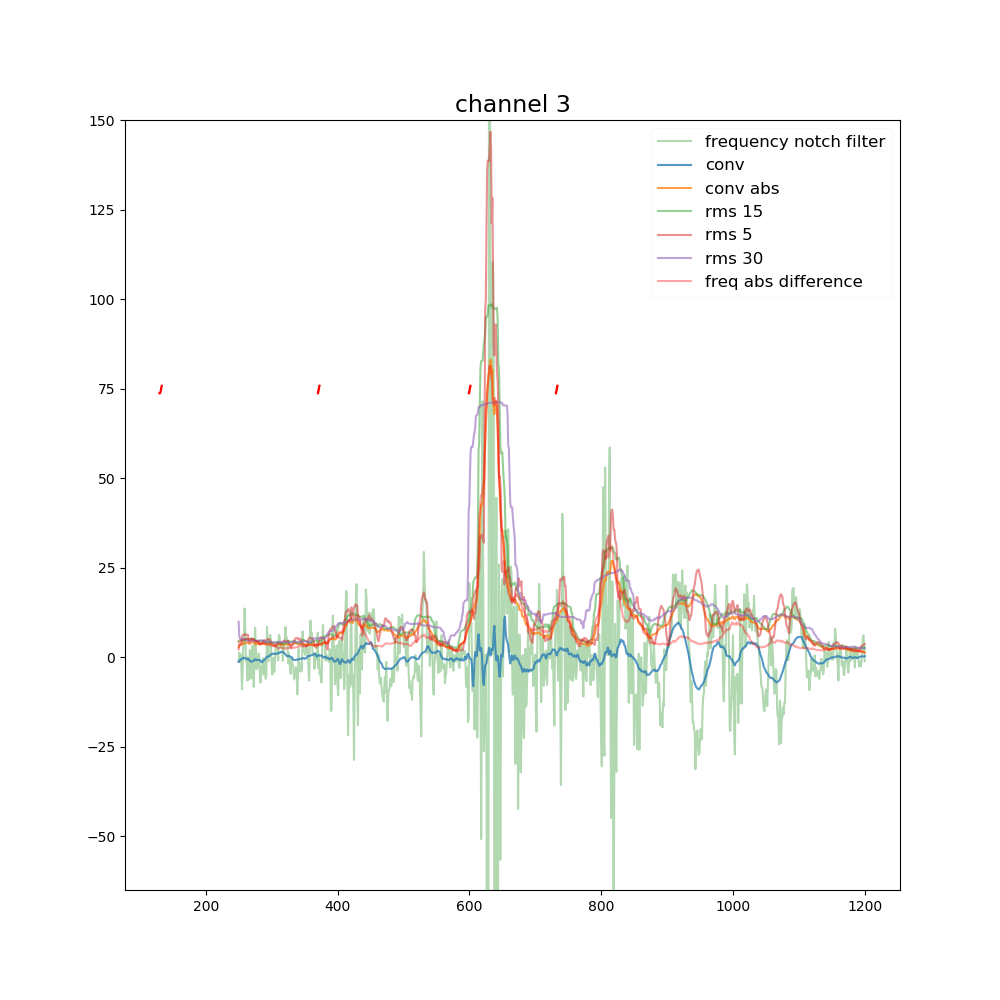 channel 3
150
125
100
75
50
25
0
−25
−50
200 400 600 800 1000 1200
frequency notch filter
conv
conv abs
rms 15
rms 5
rms 30
freq abs difference